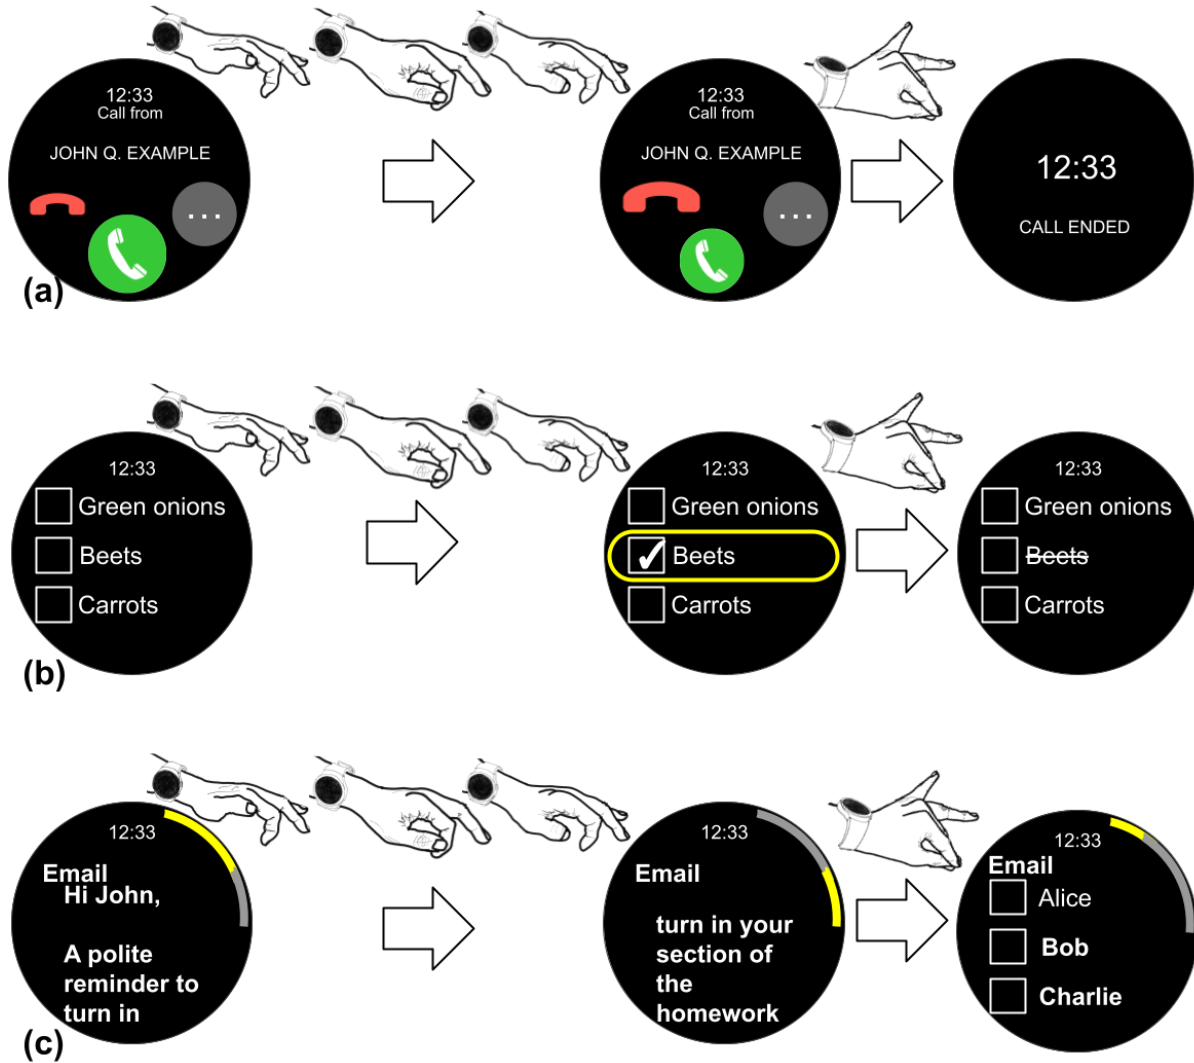 12:33
Call from
JOHN Q. EXAMPLE
...
12:33
Call from
JOHN Q. EXAMPLE
...
12:33
CALL ENDED
(a)
12:33
Green onions
Beets
Carrots
12:33
Green onions
Beets
Carrots
12:33
Green onions
Beets
Carrots
(b)
12:33
Email
Hi John,
A polite
reminder to
turn in
12:33
Email
turn in your
section of
the
homework
12:33
Email
Alice
Bob
Charlie
(c)